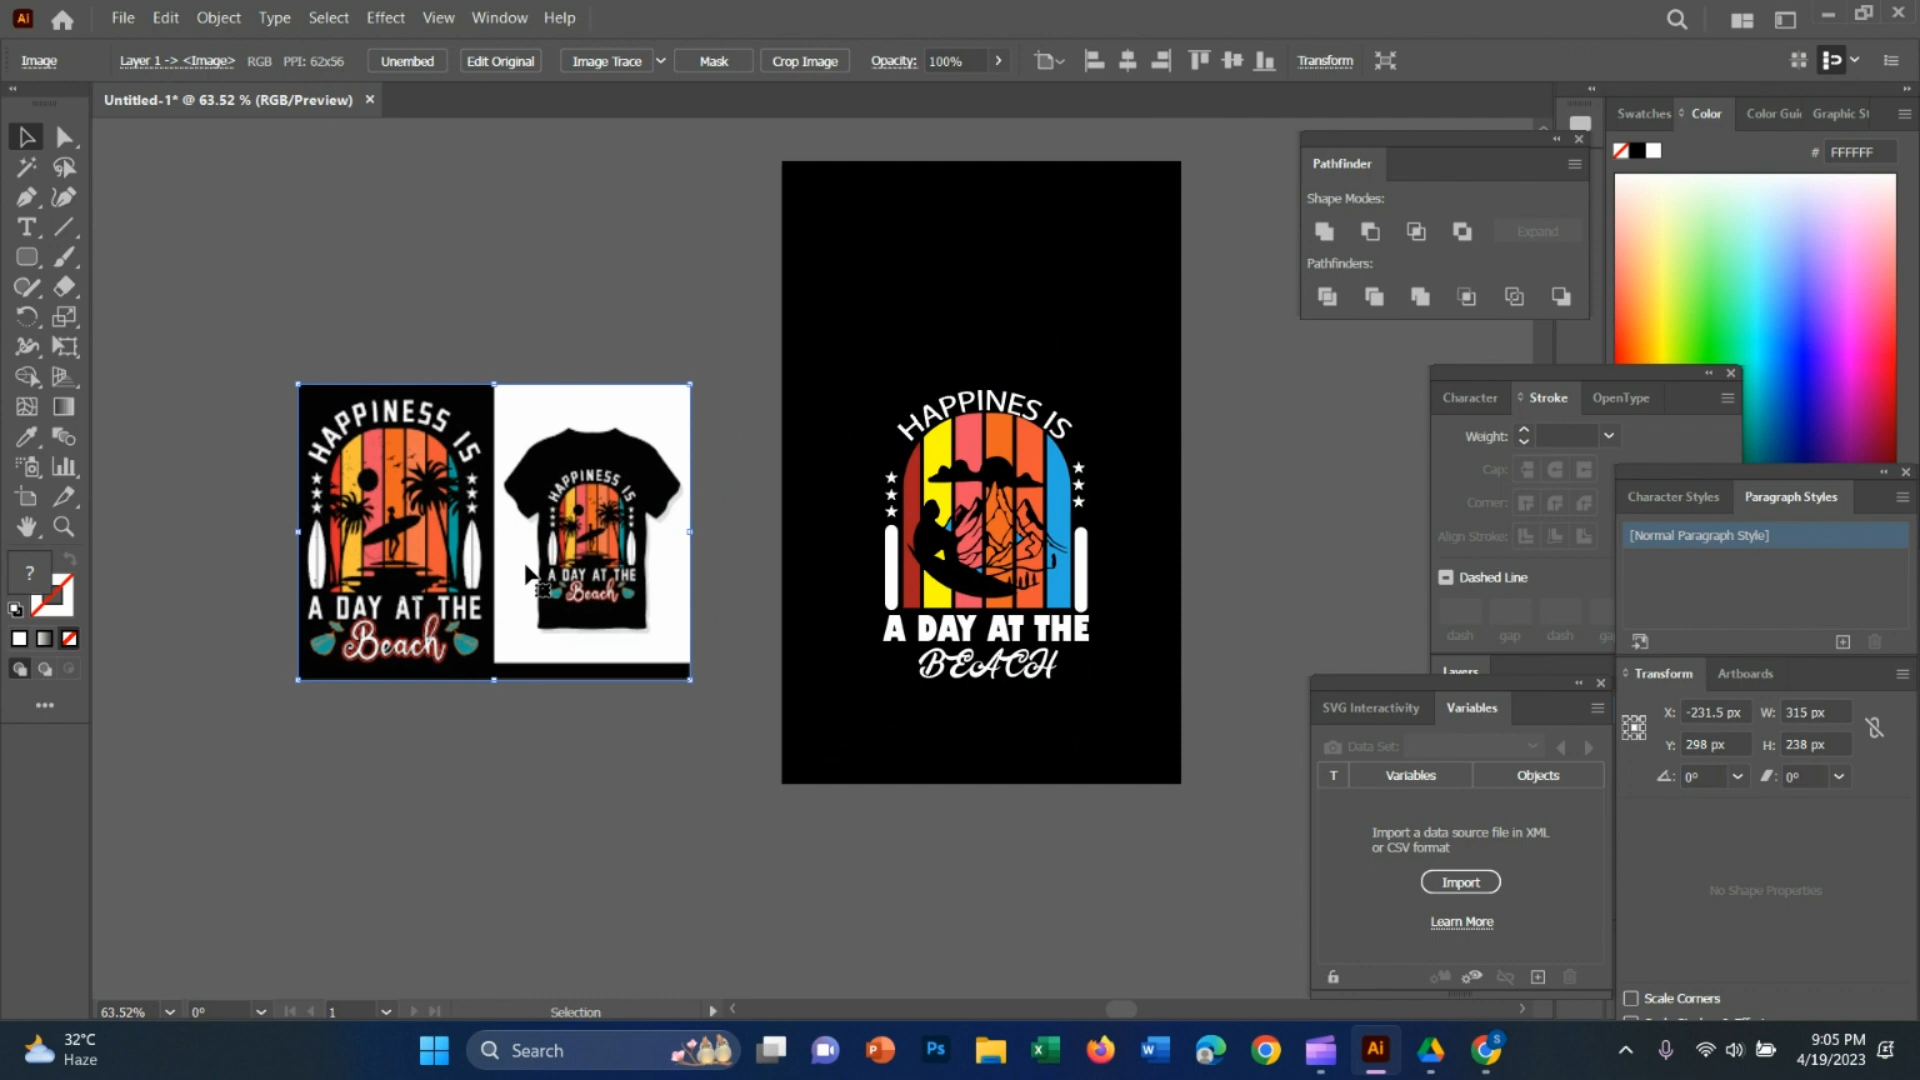 Ai
File Edit Object Type Select Effect View Window Help
Image Layer 1 -> <Image> RGB PPI: 62x56 Unembed Edit Original Image Trace Mask Crop Image Opacity: 100% Transform
Untitled-1* @ 63.52 % (RGB/Preview)
Swatches Color Color Gui Graphic St
# FFFFFF
Pathfinder
Shape Modes:
Expand
Pathfinders:
Character Stroke OpenType
Weight:
Cap:
Corner:
Align Stroke:
Dashed Line
dash gap dash ga
Layers
Character Styles Paragraph Styles
[Normal Paragraph Style]
Transform Artboards
X: -231.5 px W: 315 px
Y: 298 px H: 238 px
0° 0°
No Shape Properties
Scale Corners
SVG Interactivity Variables
Data Set:
T Variables Objects
Import a data source file in XML
or CSV format
Import
Learn More
HAPPINESS IS
A DAY AT THE
Beach
HAPPINESS IS
A DAY AT THE
Beach
HAPPINES IS
A DAY AT THE
BEACH
T
?
63.52% 0° 1 Selection
32°C
Haze
Search
P
Ps
X
W
Ai
S
9:05 PM
4/19/2023